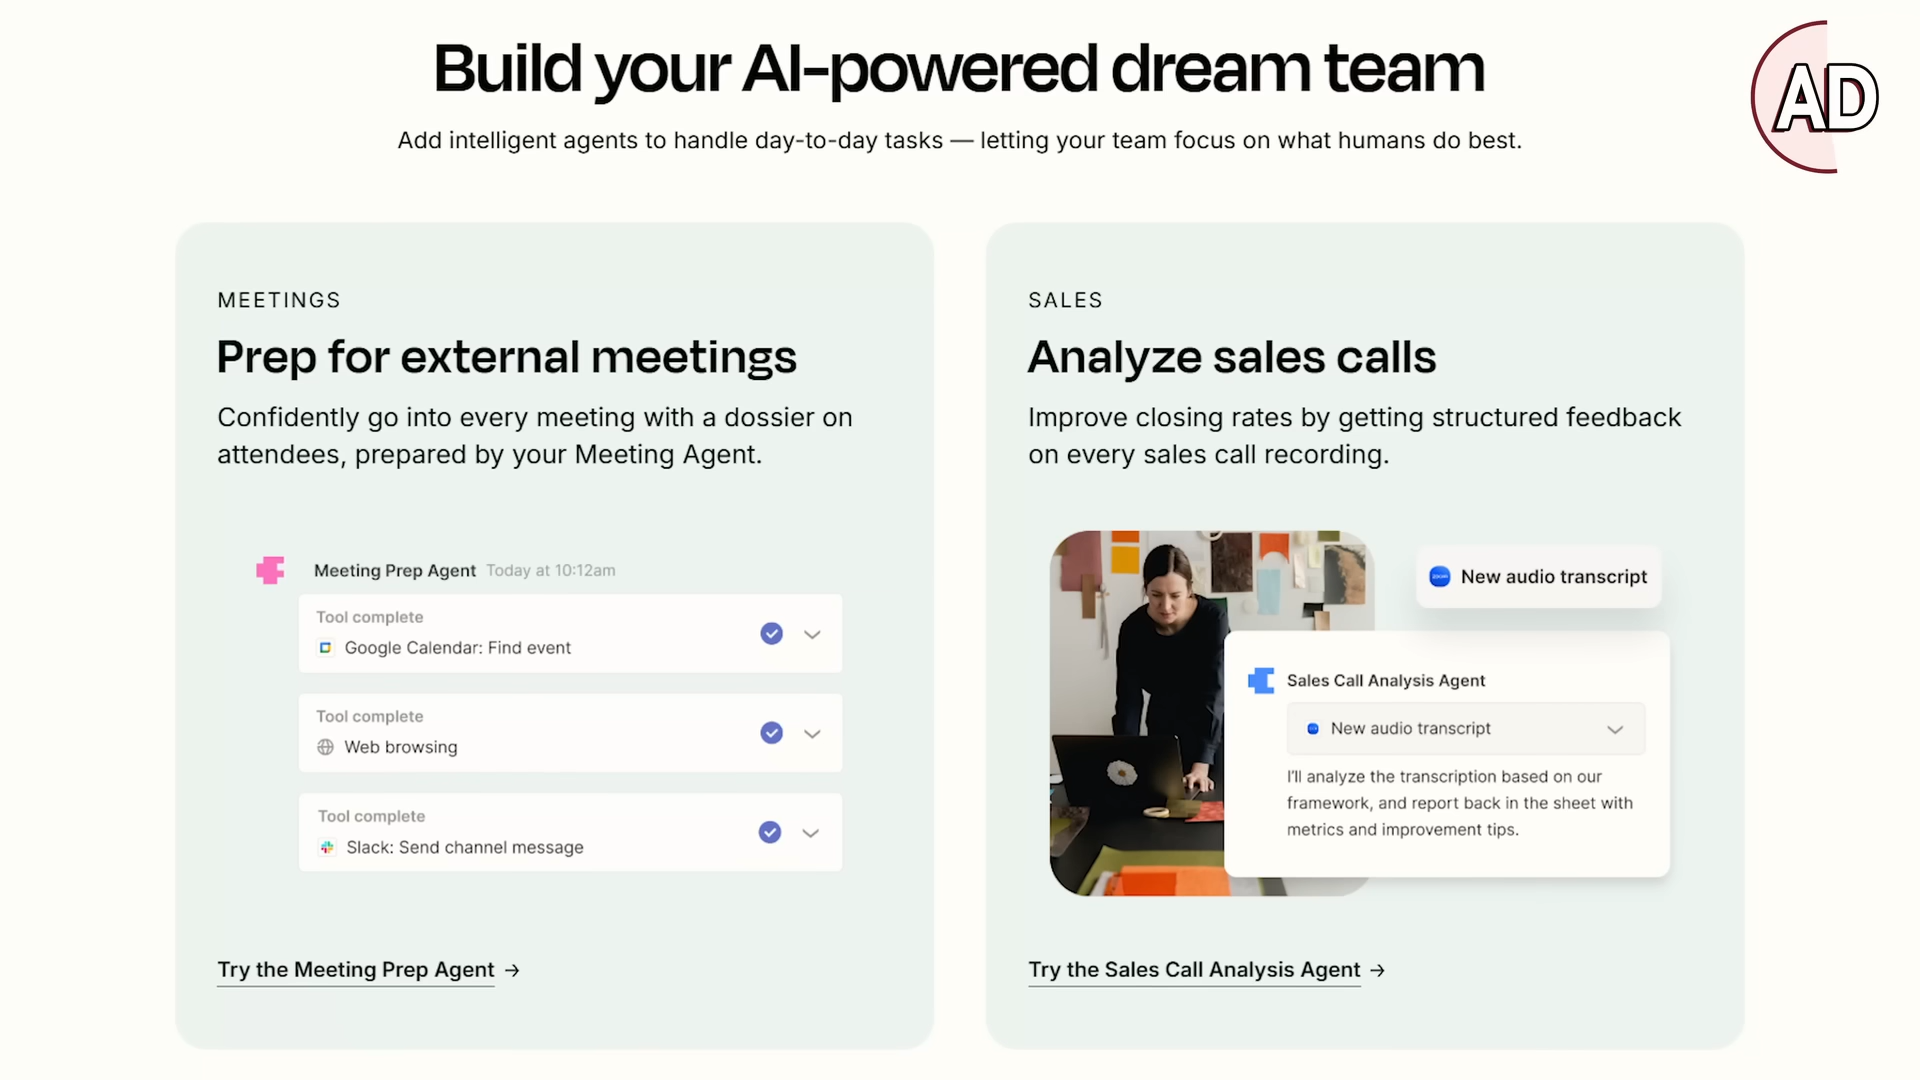 Build your AI-powered dream team
AD
Add intelligent agents to handle day-to-day tasks — letting your team focus on what humans do best.
MEETINGS
Prep for external meetings
Confidently go into every meeting with a dossier on
attendees, prepared by your Meeting Agent.
Meeting Prep Agent Today at 10:12am
Tool complete
Google Calendar: Find event
Tool complete
Web browsing
Tool complete
Slack: Send channel message
Try the Meeting Prep Agent →
SALES
Analyze sales calls
Improve closing rates by getting structured feedback
on every sales call recording.
New audio transcript
Sales Call Analysis Agent
New audio transcript
I'll analyze the transcription based on our
framework, and report back in the sheet with
metrics and improvement tips.
Try the Sales Call Analysis Agent →